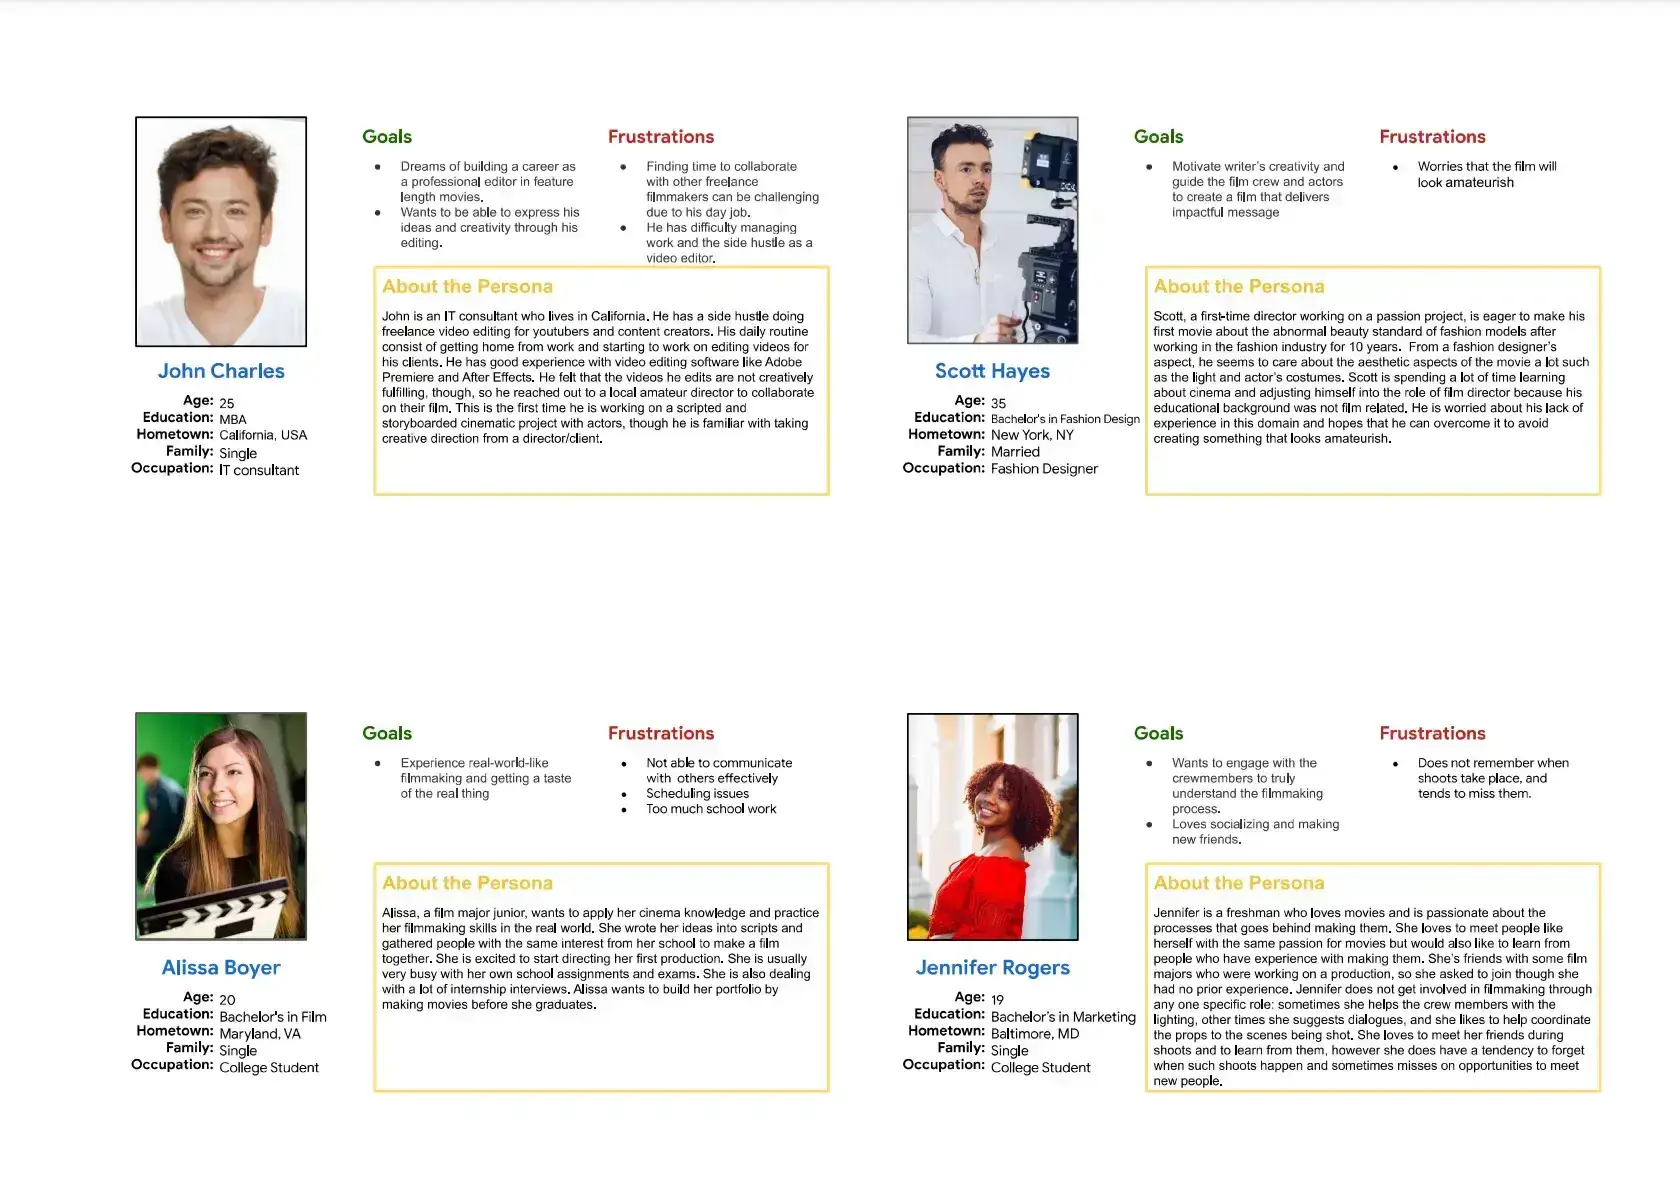 Goals
● Dreams of building a career as
a professional editor in feature
length movies.
● Wants to be able to express his
ideas and creativity through his
editing.
Frustrations
● Finding time to collaborate
with other freelance
filmmakers can be challenging
due to his day job.
● He has difficulty managing
work and the side hustle as a
video editor.
About the Persona
John is an IT consultant who lives in California. He has a side hustle doing
freelance video editing for youtubers and content creators. His daily routine
consist of getting home from work and starting to work on editing videos for
his clients. He has good experience with video editing software like Adobe
Premiere and After Effects. He felt that the videos he edits are not creatively
fulfilling, though, so he reached out to a local amateur director to collaborate
on their film. This is the first time he is working on a scripted and
storyboarded cinematic project with actors, though he is familiar with taking
creative direction from a director/client.
John Charles
Age: 25
Education: MBA
Hometown: California, USA
Family: Single
Occupation: IT consultant
Goals
● Motivate writer's creativity and
guide the film crew and actors
to create a film that delivers
impactful message
Frustrations
● Worries that the film will
look amateurish
About the Persona
Scott, a first-time director working on a passion project, is eager to make his
first movie about the abnormal beauty standard of fashion models after
working in the fashion industry for 10 years. From a fashion designer's
aspect, he seems to care about the aesthetic aspects of the movie a lot such
as the light and actor's costumes. Scott is spending a lot of time learning
about cinema and adjusting himself into the role of film director because his
educational background was not film related. He is worried about his lack of
experience in this domain and hopes that he can overcome it to avoid
creating something that looks amateurish.
Scott Hayes
Age: 35
Education: Bachelor's in Fashion Design
Hometown: New York, NY
Family: Married
Occupation: Fashion Designer
Goals
● Experience real-world-like
filmmaking and getting a taste
of the real thing
Frustrations
● Not able to communicate
with others effectively
● Scheduling issues
● Too much school work
About the Persona
Alissa, a film major junior, wants to apply her cinema knowledge and practice
her filmmaking skills in the real world. She wrote her ideas into scripts and
gathered people with the same interest from her school to make a film
together. She is excited to start directing her first production. She is usually
very busy with her own school assignments and exams. She is also dealing
with a lot of internship interviews. Alissa wants to build her portfolio by
making movies before she graduates.
Alissa Boyer
Age: 20
Education: Bachelor's in Film
Hometown: Maryland, VA
Family: Single
Occupation: College Student
Goals
● Wants to engage with the
crewmembers to truly
understand the filmmaking
process.
● Loves socializing and making
new friends.
Frustrations
● Does not remember when
shoots take place, and
tends to miss them.
About the Persona
Jennifer is a freshman who loves movies and is passionate about the
processes that goes behind making them. She loves to meet people like
herself with the same passion for movies but would also like to learn from
people who have experience with making them. She's friends with some film
majors who were working on a production, so she asked to join though she
had no prior experience. Jennifer does not get involved in filmmaking through
any one specific role: sometimes she helps the crew members with the
lighting, other times she suggests dialogues, and she likes to help coordinate
the props to the scenes being shot. She loves to meet her friends during
shoots and to learn from them, however she does have a tendency to forget
when such shoots happen and sometimes misses on opportunities to meet
new people.
Jennifer Rogers
Age: 19
Education: Bachelor's in Marketing
Hometown: Baltimore, MD
Family: Single
Occupation: College Student